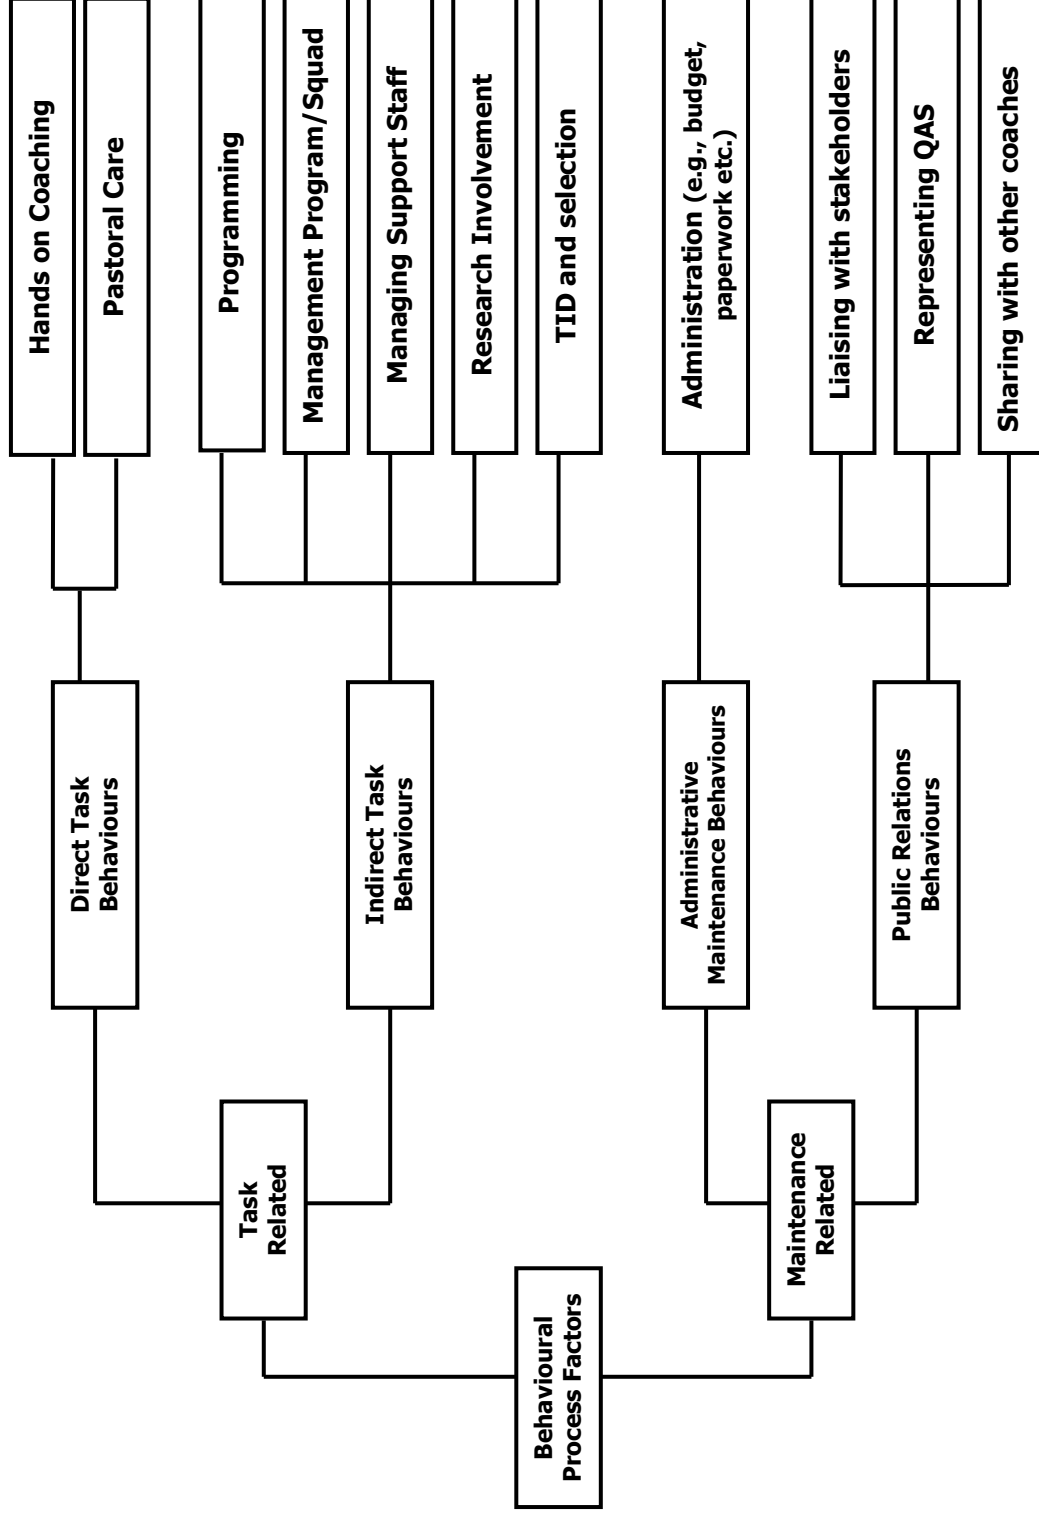 Hands on Coaching
Pastoral Care
Programming
Management Program/Squad
Managing Support Staff
Research Involvement
TID and selection
Administration (e.g., budget,
paperwork etc.)
Liaising with stakeholders
Representing QAS
Sharing with other coaches
Direct Task
Behaviours
Indirect Task
Behaviours
Administrative
Maintenance Behaviours
Public Relations
Behaviours
Task
Related
Maintenance
Related
Behavioural
Process Factors